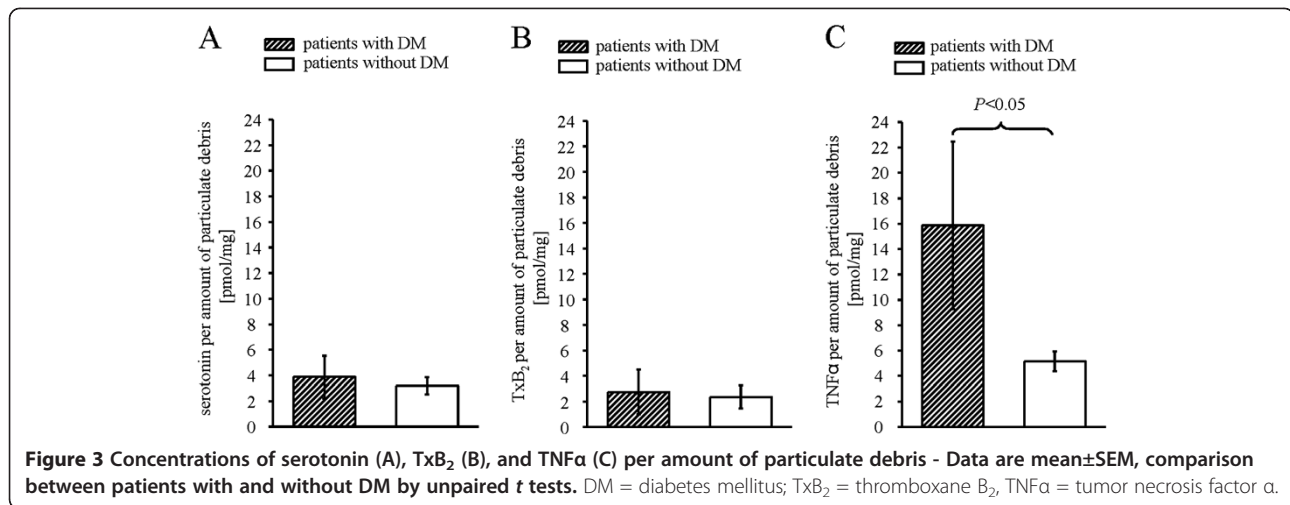 A
patients with DM
patients without DM
serotonin per amount of particulate debris
[pmol/mg]
24
22
20
18
16
14
12
10
8
6
4
2
0
B
patients with DM
patients without DM
TxB₂ per amount of particulate debris
[pmol/mg]
24
22
20
18
16
14
12
10
8
6
4
2
0
C
patients with DM
patients without DM
P<0.05
TNFα per amount of particulate debris
[pmol/mg]
24
22
20
18
16
14
12
10
8
6
4
2
0
Figure 3 Concentrations of serotonin (A), TxB₂ (B), and TNFα (C) per amount of particulate debris - Data are mean±SEM, comparison
between patients with and without DM by unpaired t tests. DM = diabetes mellitus; TxB₂ = thromboxane B₂, TNFα = tumor necrosis factor α.